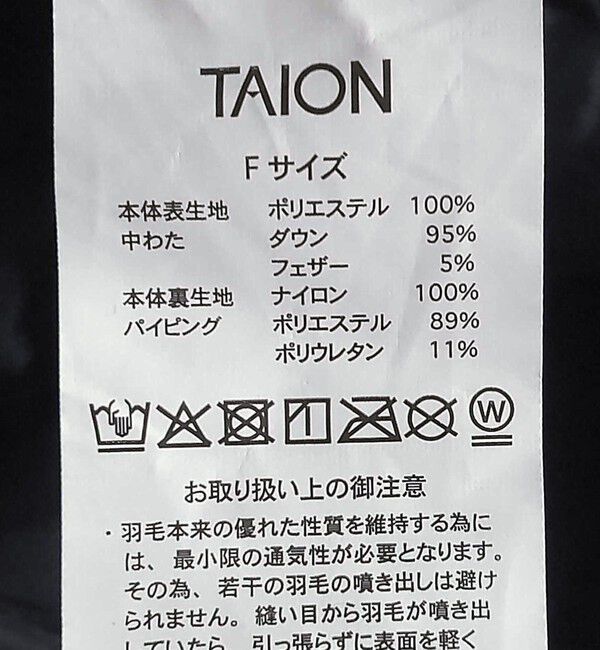 TAION
F サイズ
本体表生地 ポリエステル 100%
中わた ダウン 95%
フェザー 5%
本体裏生地 ナイロン 100%
パイピング ポリエステル 89%
ポリウレタン 11%
W
お取り扱い上の御注意
・羽毛本来の優れた性質を維持する為に
は、最小限の通気性が必要となります。
その為、若干の羽毛の噴き出しは避け
られません。縫い目から羽毛が噴き出
していたら、引っ張らずに表面を軽く